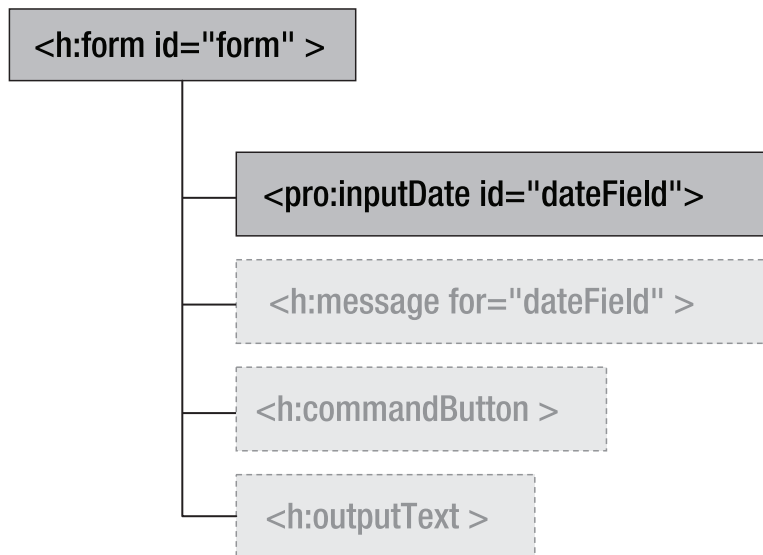 <h:form id="form" >
<pro:inputDate id="dateField">
<h:message for="dateField" >
<h:commandButton >
<h:outputText >